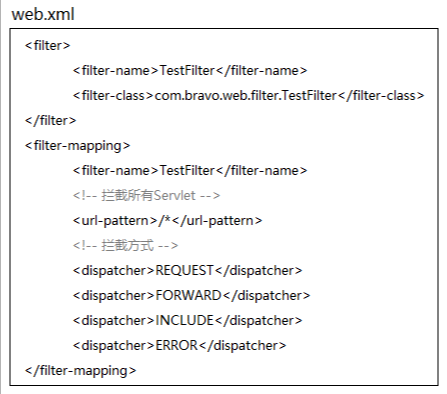 web.xml
<filter>
<filter-name>TestFilter</filter-name>
<filter-class>com.bravo.web.filter.TestFilter</filter-class>
</filter>
<filter-mapping>
<filter-name>TestFilter</filter-name>
<!-- 拦截所有Servlet -->
<url-pattern>/*</url-pattern>
<!-- 拦截方式 -->
<dispatcher>REQUEST</dispatcher>
<dispatcher>FORWARD</dispatcher>
<dispatcher>INCLUDE</dispatcher>
<dispatcher>ERROR</dispatcher>
</filter-mapping>